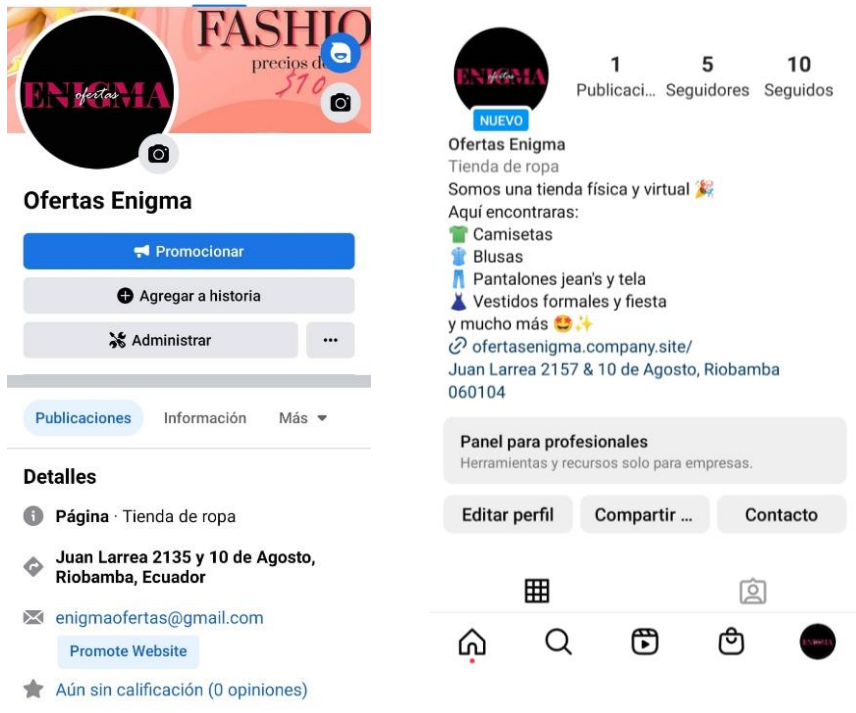 FASHIO
precios de
$10
ENIGMA
ofertas
Ofertas Enigma
Promocionar
Agregar a historia
Administrar
Publicaciones Información Más
Detalles
Página · Tienda de ropa
Juan Larrea 2135 y 10 de Agosto,
Riobamba, Ecuador
enigmaofertas@gmail.com
Promote Website
Aún sin calificación (0 opiniones)
ENIGMA
ofertas
NUEVO
1 5 10
Publicaci... Seguidores Seguidos
Ofertas Enigma
Tienda de ropa
Somos una tienda física y virtual 🎉
Aquí encontraras:
👕 Camisetas
👚 Blusas
👖 Pantalones jean's y tela
👗 Vestidos formales y fiesta
y mucho más 🤩✨
ofertasenigma.company.site/
Juan Larrea 2157 & 10 de Agosto, Riobamba
060104
Panel para profesionales
Herramientas y recursos solo para empresas.
Editar perfil Compartir ... Contacto
ENIGMA